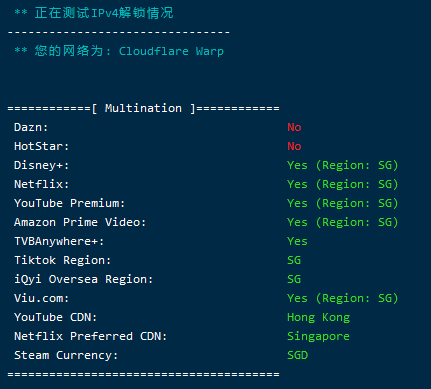 ** 正在测试IPv4解锁情况
--------------------------------
** 您的网络为: Cloudflare Warp
============[ Multination ]============
Dazn: No
HotStar: No
Disney+: Yes (Region: SG)
Netflix: Yes (Region: SG)
YouTube Premium: Yes (Region: SG)
Amazon Prime Video: Yes (Region: SG)
TVBAnywhere+: Yes
Tiktok Region: SG
iQyi Oversea Region: SG
Viu.com: Yes (Region: SG)
YouTube CDN: Hong Kong
Netflix Preferred CDN: Singapore
Steam Currency: SGD
=======================================